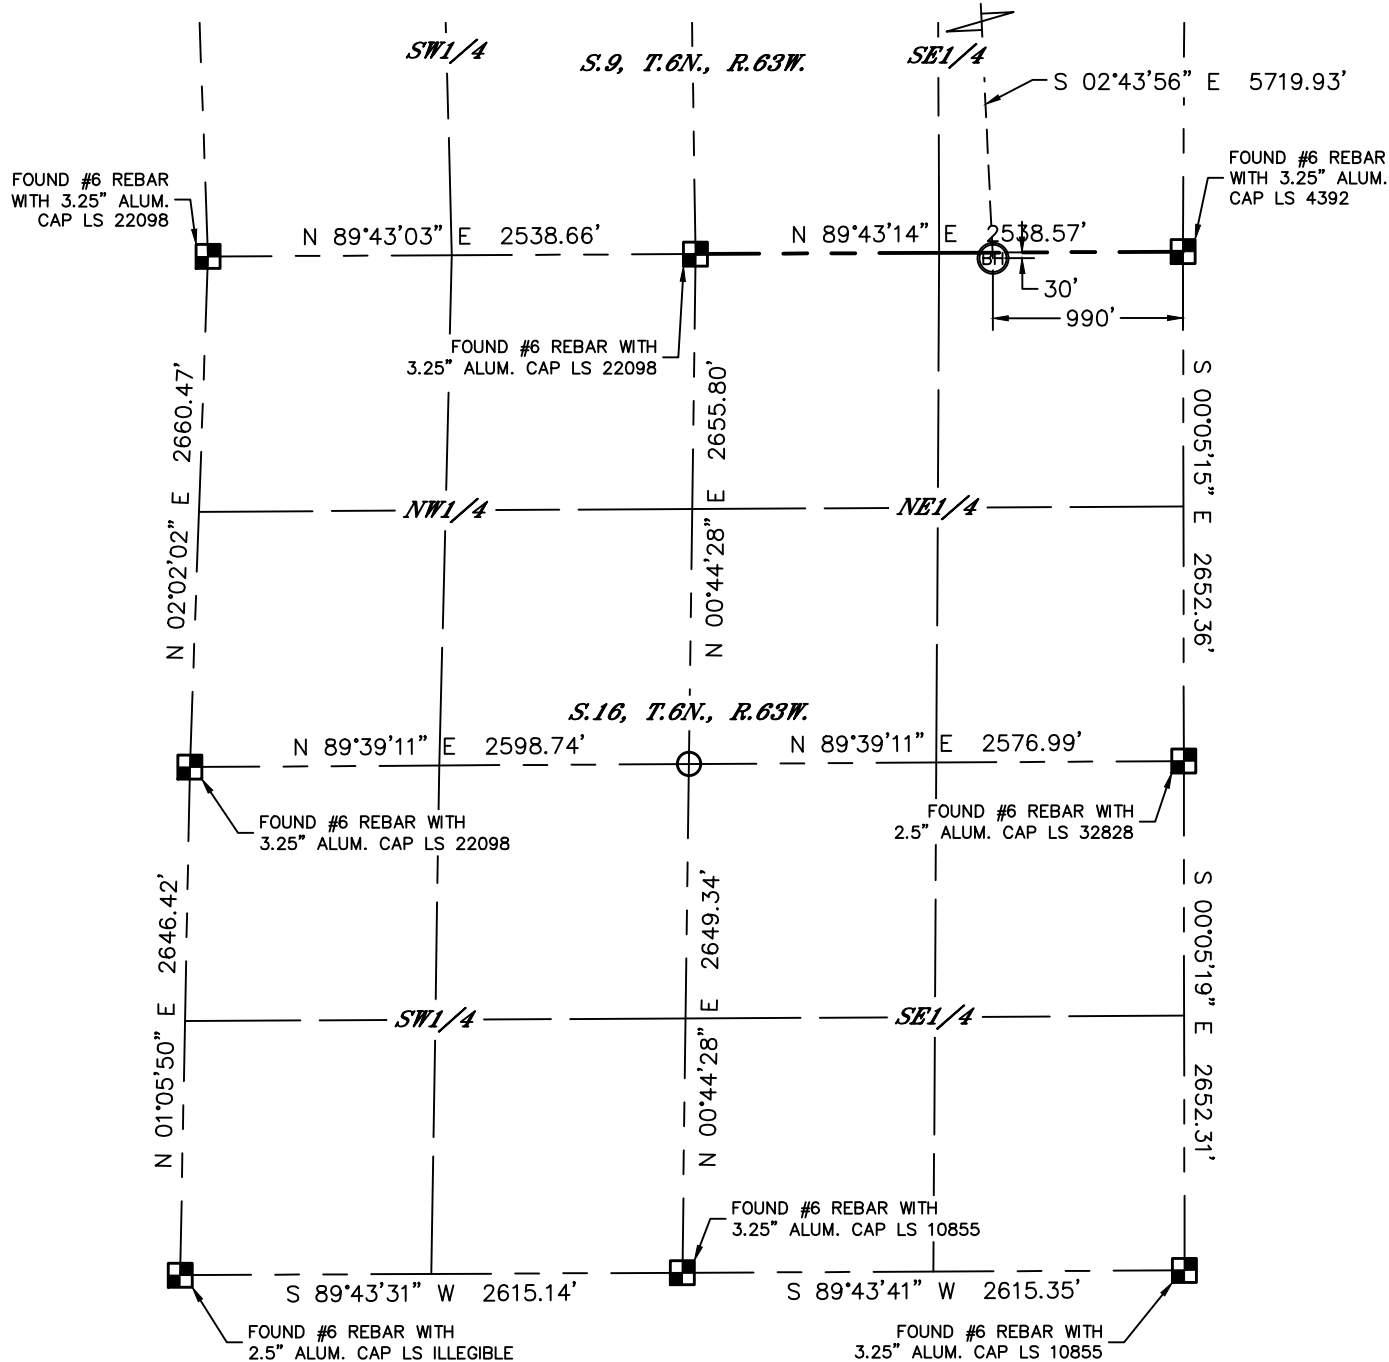 SW1/4
S.9, T.6N., R.63W.
SE1/4
S 02°43'56" E 5719.93'
FOUND #6 REBAR
WITH 3.25" ALUM.
CAP LS 22098
FOUND #6 REBAR
WITH 3.25" ALUM.
CAP LS 4392
N 89°43'03" E 2538.66'
N 89°43'14" E 2538.57'
BH
30'
990'
FOUND #6 REBAR WITH
3.25" ALUM. CAP LS 22098
N 02°02'02" E 2660.47'
N 00°44'28" E 2655.80'
S 00°05'15" E 2652.36'
NW1/4
NE1/4
S.16, T.6N., R.63W.
N 89°39'11" E 2598.74'
N 89°39'11" E 2576.99'
FOUND #6 REBAR WITH
3.25" ALUM. CAP LS 22098
FOUND #6 REBAR WITH
2.5" ALUM. CAP LS 32828
N 01°05'50" E 2646.42'
N 00°44'28" E 2649.34'
S 00°05'19" E 2652.31'
SW1/4
SE1/4
FOUND #6 REBAR WITH
3.25" ALUM. CAP LS 10855
S 89°43'31" W 2615.14'
S 89°43'41" W 2615.35'
FOUND #6 REBAR WITH
2.5" ALUM. CAP LS ILLEGIBLE
FOUND #6 REBAR WITH
3.25" ALUM. CAP LS 10855